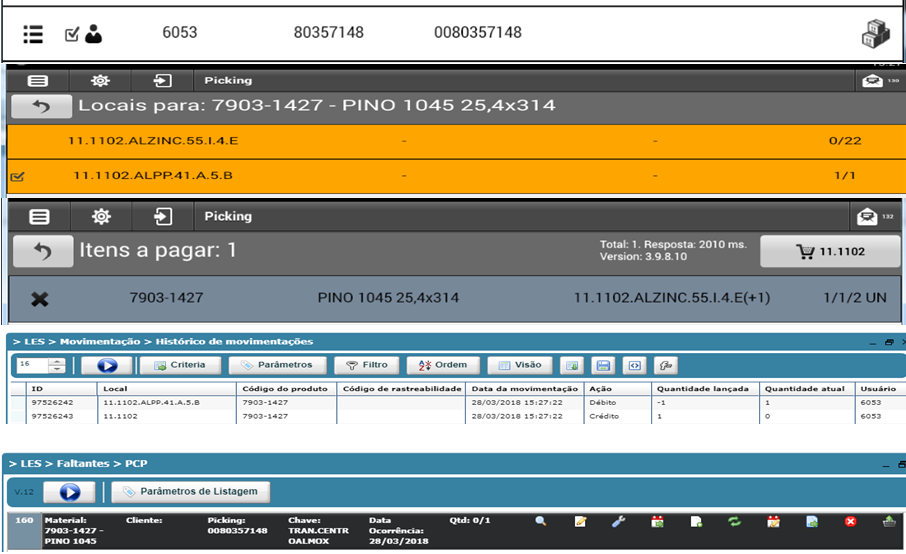 6053 80357148 0080357148
Picking 130
Locais para: 7903-1427 - PINO 1045 25,4x314
11.1102.ALZINC.55.I.4.E - - 0/22
11.1102.ALPP.41.A.5.B - - 1/1
Picking 132
Itens a pagar: 1 Total: 1. Resposta: 2010 ms. 11.1102
Version: 3.9.8.10
7903-1427 PINO 1045 25,4x314 11.1102.ALZINC.55.I.4.E(+1) 1/1/2 UN
> LES > Movimentação > Histórico de movimentações
16 Criteria Parâmetros Filtro Ordem Visão
ID Local Código do produto Código de rastreabilidade Data da movimentação Ação Quantidade lançada Quantidade atual Usuário
97526242 11.1102.ALPP.41.A.5.B 7903-1427 28/03/2018 15:27:22 Débito -1 1 6053
97526243 11.1102 7903-1427 28/03/2018 15:27:22 Crédito 1 0 6053
> LES > Faltantes > PCP
V.12 Parâmetros de Listagem
160 Material: Cliente: Picking: Chave: Data Qtd: 0/1
7903-1427 - 0080357148 TRAN.CENTR Ocorrência:
PINO 1045 OALMOX 28/03/2018